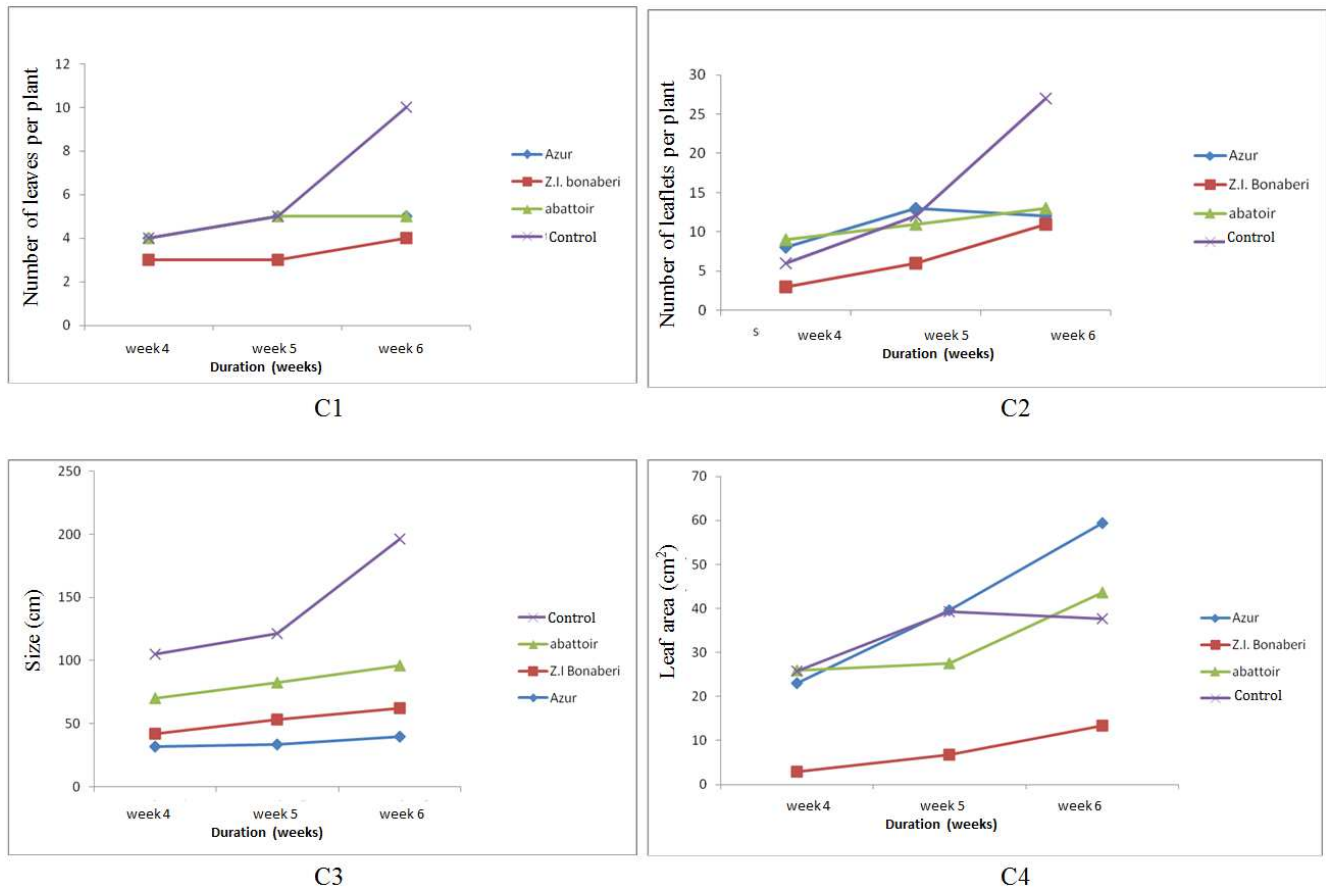 12
10
8
6
4
2
0
Number of leaves per plant
week 4 week 5 week 6
Duration (weeks)
Azur
Z.I. bonaberi
abattoir
Control
C1
30
25
20
15
10
5
0
Number of leaflets per plant
s week 4 week 5 week 6
Duration (weeks)
Azur
Z.I. Bonaberi
abatoir
Control
C2
250
200
150
100
50
0
Size (cm)
week 4 week 5 week 6
Duration (weeks)
Control
abattoir
Z.I Bonaberi
Azur
C3
70
60
50
40
30
20
10
0
Leaf area (cm²)
week 4 week 5 week 6
Duration (weeks)
Azur
Z.I. Bonaberi
abattoir
Control
C4